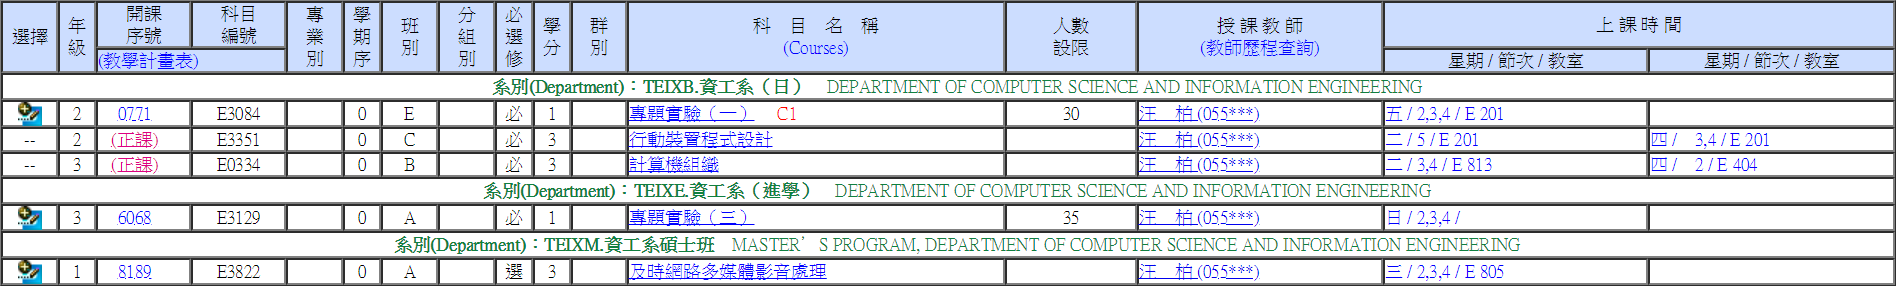 選擇 年級 開課序號 (教學計畫表) 科目編號 專業別 學期序 班別 分組別 必選修 學分 群別 科 目 名 稱 (Courses) 人數設限 授 課 教 師 (教師歷程查詢) 上 課 時 間
星期 / 節次 / 教室 星期 / 節次 / 教室
系別(Department)：TEIXB.資工系（日） DEPARTMENT OF COMPUTER SCIENCE AND INFORMATION ENGINEERING
2 0771 E3084 0 E 必 1 專題實驗（一） C1 30 汪 柏 (055***) 五 / 2,3,4 / E 201
-- 2 (正課) E3351 0 C 必 3 行動裝置程式設計 汪 柏 (055***) 二 / 5 / E 201 四 / 3,4 / E 201
-- 3 (正課) E0334 0 B 必 3 計算機組織 汪 柏 (055***) 二 / 3,4 / E 813 四 / 2 / E 404
系別(Department)：TEIXE.資工系（進學） DEPARTMENT OF COMPUTER SCIENCE AND INFORMATION ENGINEERING
3 6068 E3129 0 A 必 1 專題實驗（三） 35 汪 柏 (055***) 日 / 2,3,4 /
系別(Department)：TEIXM.資工系碩士班 MASTER’S PROGRAM, DEPARTMENT OF COMPUTER SCIENCE AND INFORMATION ENGINEERING
1 8189 E3822 0 A 選 3 及時網路多媒體影音處理 汪 柏 (055***) 三 / 2,3,4 / E 805